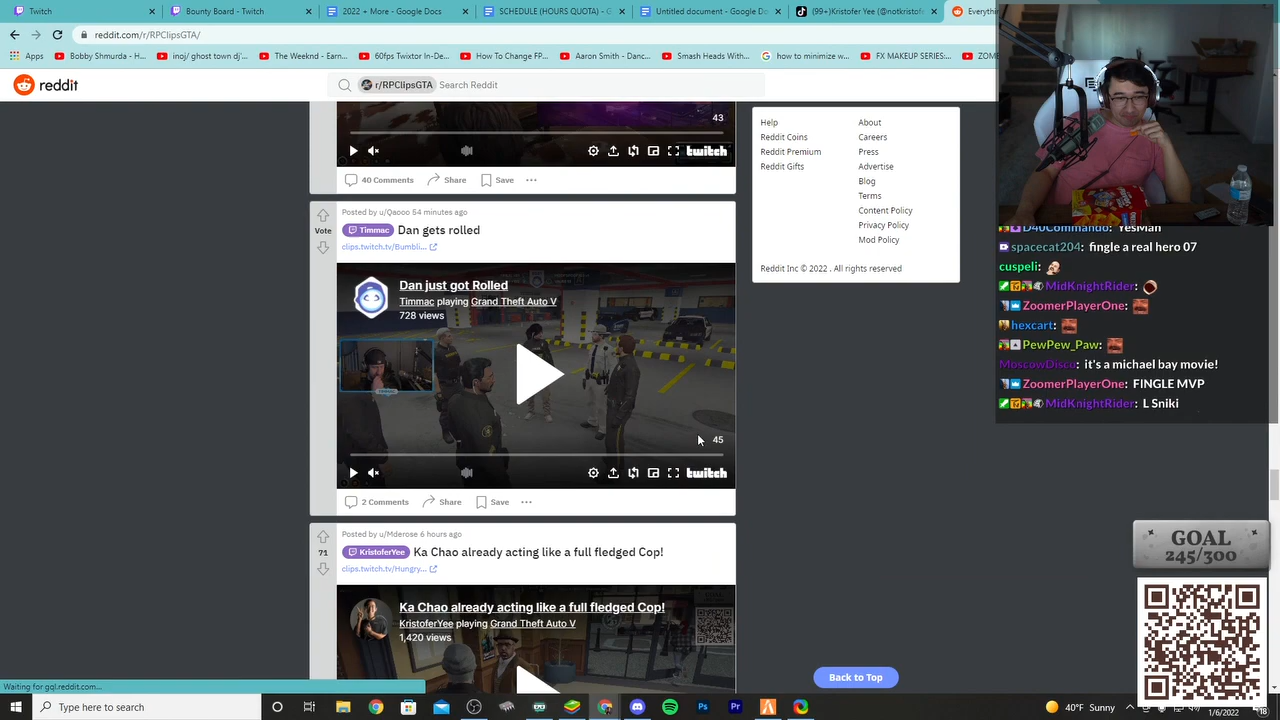 Twitch
Bounty Board - Twitch
2022 + More - Google Docs
SCHEDULE (HOURS QUOTA) - G
Untitled document - Google Do
(99+) Kristofer Yee (@notkristofe
Everythi
reddit.com/r/RPClipsGTA/
Apps
Bobby Shmurda - H...
inoj/ ghost town dj'...
The Weeknd - Earn...
60fps Twixtor In-De...
How To Change FP...
Aaron Smith - Danc...
Smash Heads With...
how to minimize w...
FX MAKEUP SERIES:...
ZOM
reddit
r/RPClipsGTA
Search Reddit
43
twitch
40 Comments
Share
Save
Posted by u/Qaooo 54 minutes ago
Vote
Timmac
Dan gets rolled
clips.twitch.tv/Bumbli...
Dan just got Rolled
Timmac playing Grand Theft Auto V
728 views
45
twitch
2 Comments
Share
Save
Posted by u/Mderose 6 hours ago
71
KristoferYee
Ka Chao already acting like a full fledged Cop!
clips.twitch.tv/Hungry...
Ka Chao already acting like a full fledged Cop!
KristoferYee playing Grand Theft Auto V
1,420 views
Help
Reddit Coins
Reddit Premium
Reddit Gifts
About
Careers
Press
Advertise
Blog
Terms
Content Policy
Privacy Policy
Mod Policy
Reddit Inc © 2022 . All rights reserved
Back to Top
D40Commando: YesMan
spacecat204: fingle a real hero 07
cuspeli:
MidKnightRider:
ZoomerPlayerOne:
hexcart:
PewPew_Paw:
MoscowDisco: it's a michael bay movie!
ZoomerPlayerOne: FINGLE MVP
MidKnightRider: L Sniki
GOAL
245/300
Waiting for gql.reddit.com...
Type here to search
40°F Sunny
1/6/2022
18